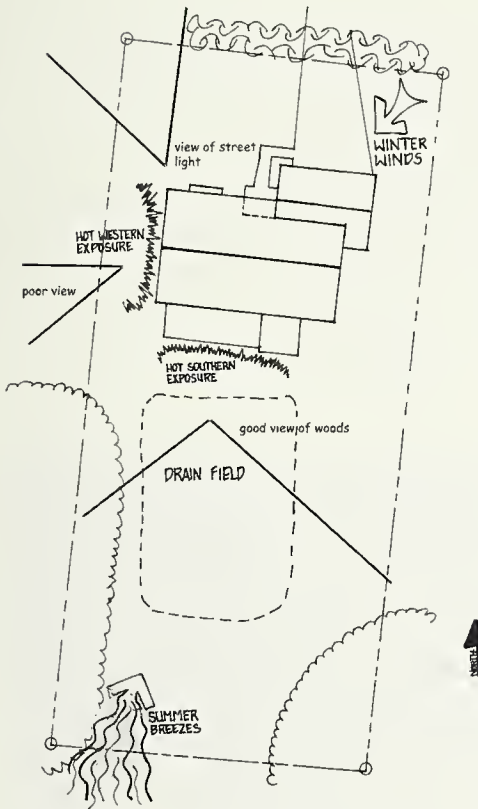 view of street
light
WINTER
WINDS
HOT WESTERN
EXPOSURE
poor view
HOT SOUTHERN
EXPOSURE
good view of woods
DRAIN FIELD
NORTH
SUMMER
BREEZES